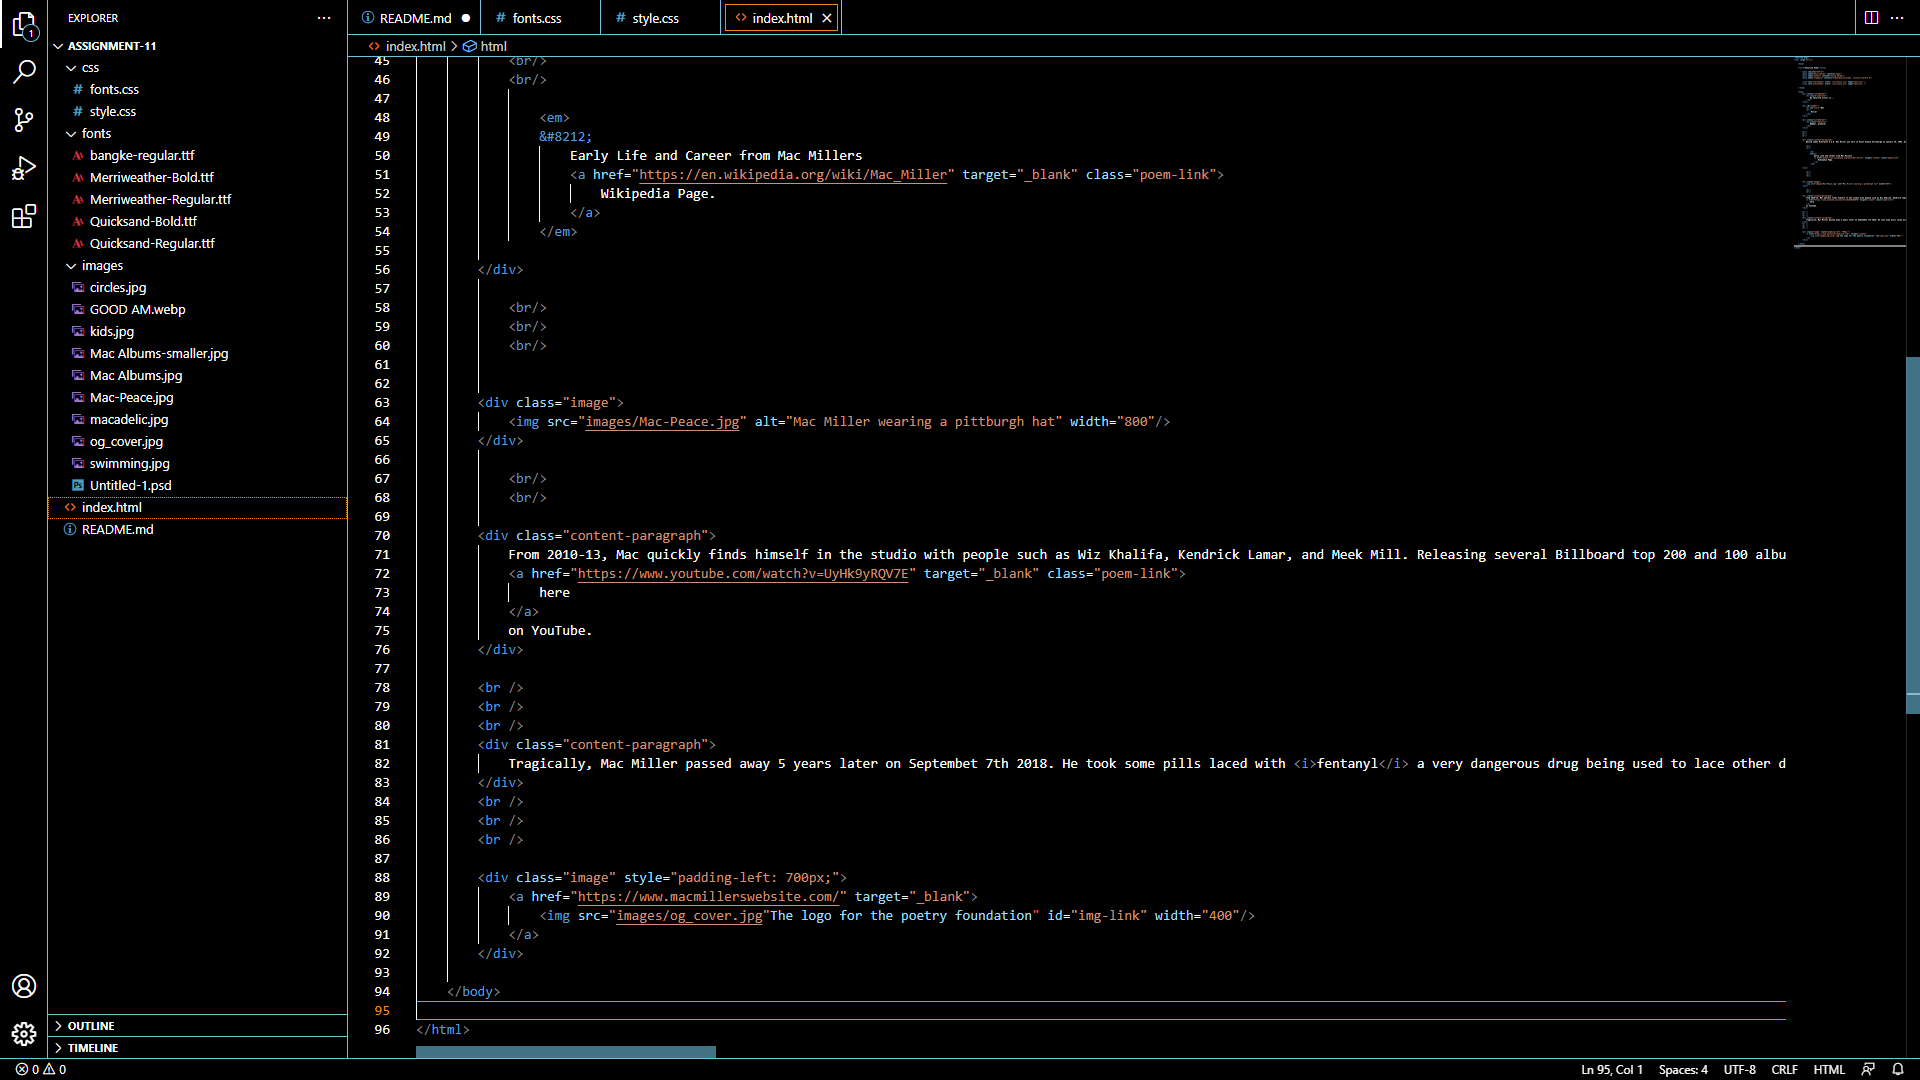 1
EXPLORER
ASSIGNMENT-11
css
# fonts.css
# style.css
fonts
bangke-regular.ttf
Merriweather-Bold.ttf
Merriweather-Regular.ttf
Quicksand-Bold.ttf
Quicksand-Regular.ttf
images
circles.jpg
GOOD AM.webp
kids.jpg
Mac Albums-smaller.jpg
Mac Albums.jpg
Mac-Peace.jpg
macadelic.jpg
og_cover.jpg
swimming.jpg
Ps Untitled-1.psd
<> index.html
README.md
OUTLINE
TIMELINE
README.md ●
# fonts.css
# style.css
<> index.html ×
<> index.html > html
45 <br/>
46 <br/>
47
48 <em>
49 &#8212;
50 Early Life and Career from Mac Millers
51 <a href="https://en.wikipedia.org/wiki/Mac_Miller" target="_blank" class="poem-link">
52 Wikipedia Page.
53 </a>
54 </em>
55
56 </div>
57
58 <br/>
59 <br/>
60 <br/>
61
62
63 <div class="image">
64 <img src="images/Mac-Peace.jpg" alt="Mac Miller wearing a pittburgh hat" width="800"/>
65 </div>
66
67 <br/>
68 <br/>
69
70 <div class="content-paragraph">
71 From 2010-13, Mac quickly finds himself in the studio with people such as Wiz Khalifa, Kendrick Lamar, and Meek Mill. Releasing several Billboard top 200 and 100 albu
72 <a href="https://www.youtube.com/watch?v=UyHk9yRQV7E" target="_blank" class="poem-link">
73 here
74 </a>
75 on YouTube.
76 </div>
77
78 <br />
79 <br />
80 <br />
81 <div class="content-paragraph">
82 Tragically, Mac Miller passed away 5 years later on Septembet 7th 2018. He took some pills laced with <i>fentanyl</i> a very dangerous drug being used to lace other d
83 </div>
84 <br />
85 <br />
86 <br />
87
88 <div class="image" style="padding-left: 700px;">
89 <a href="https://www.macmillerswebsite.com/" target="_blank">
90 <img src="images/og_cover.jpg"The logo for the poetry foundation" id="img-link" width="400"/>
91 </a>
92 </div>
93
94 </body>
95
96 </html>
0 0
Ln 95, Col 1
Spaces: 4
UTF-8
CRLF
HTML